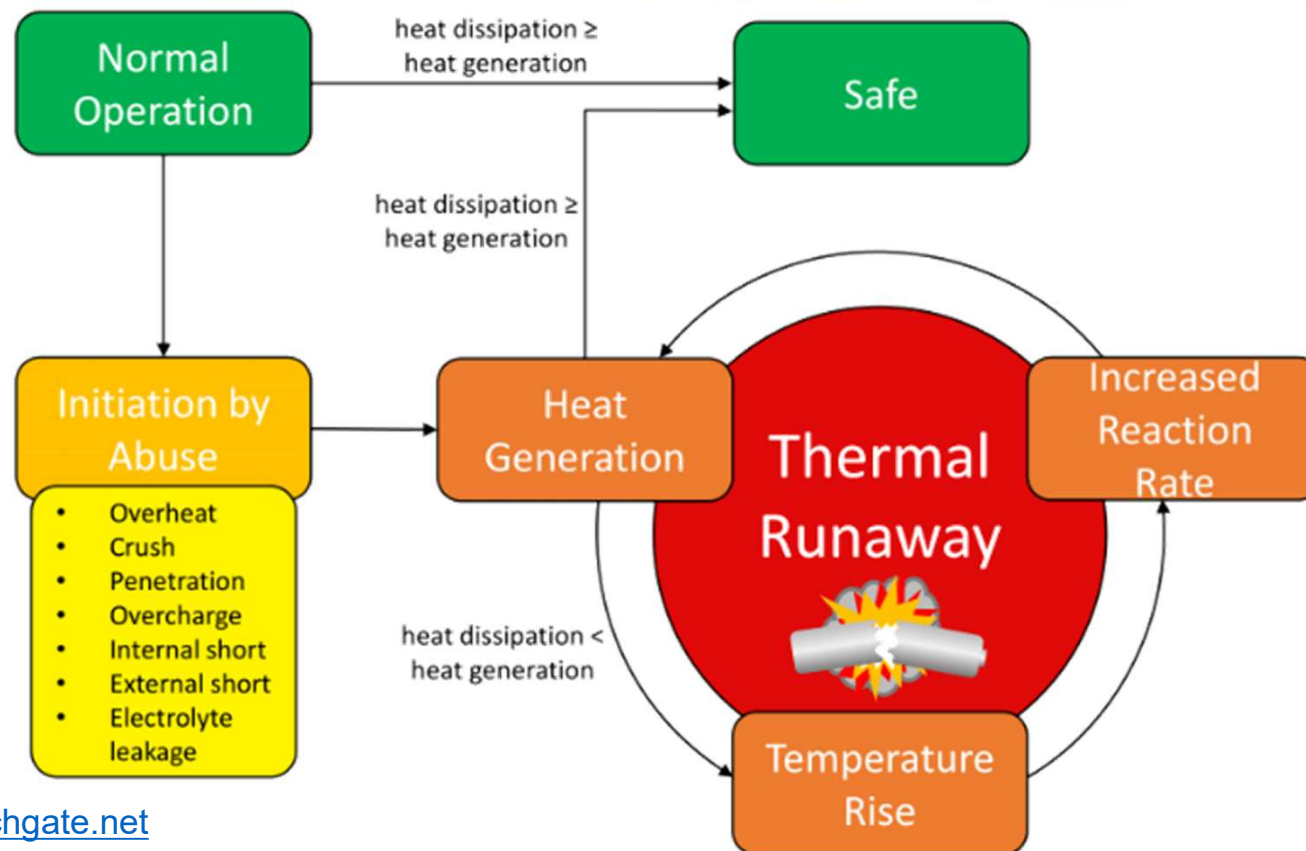 Normal
Operation
heat dissipation ≥
heat generation
Safe
heat dissipation ≥
heat generation
Initiation by
Abuse
• Overheat
• Crush
• Penetration
• Overcharge
• Internal short
• External short
• Electrolyte
leakage
Heat
Generation
Thermal
Runaway
Increased
Reaction
Rate
heat dissipation <
heat generation
Temperature
Rise
chgate.net